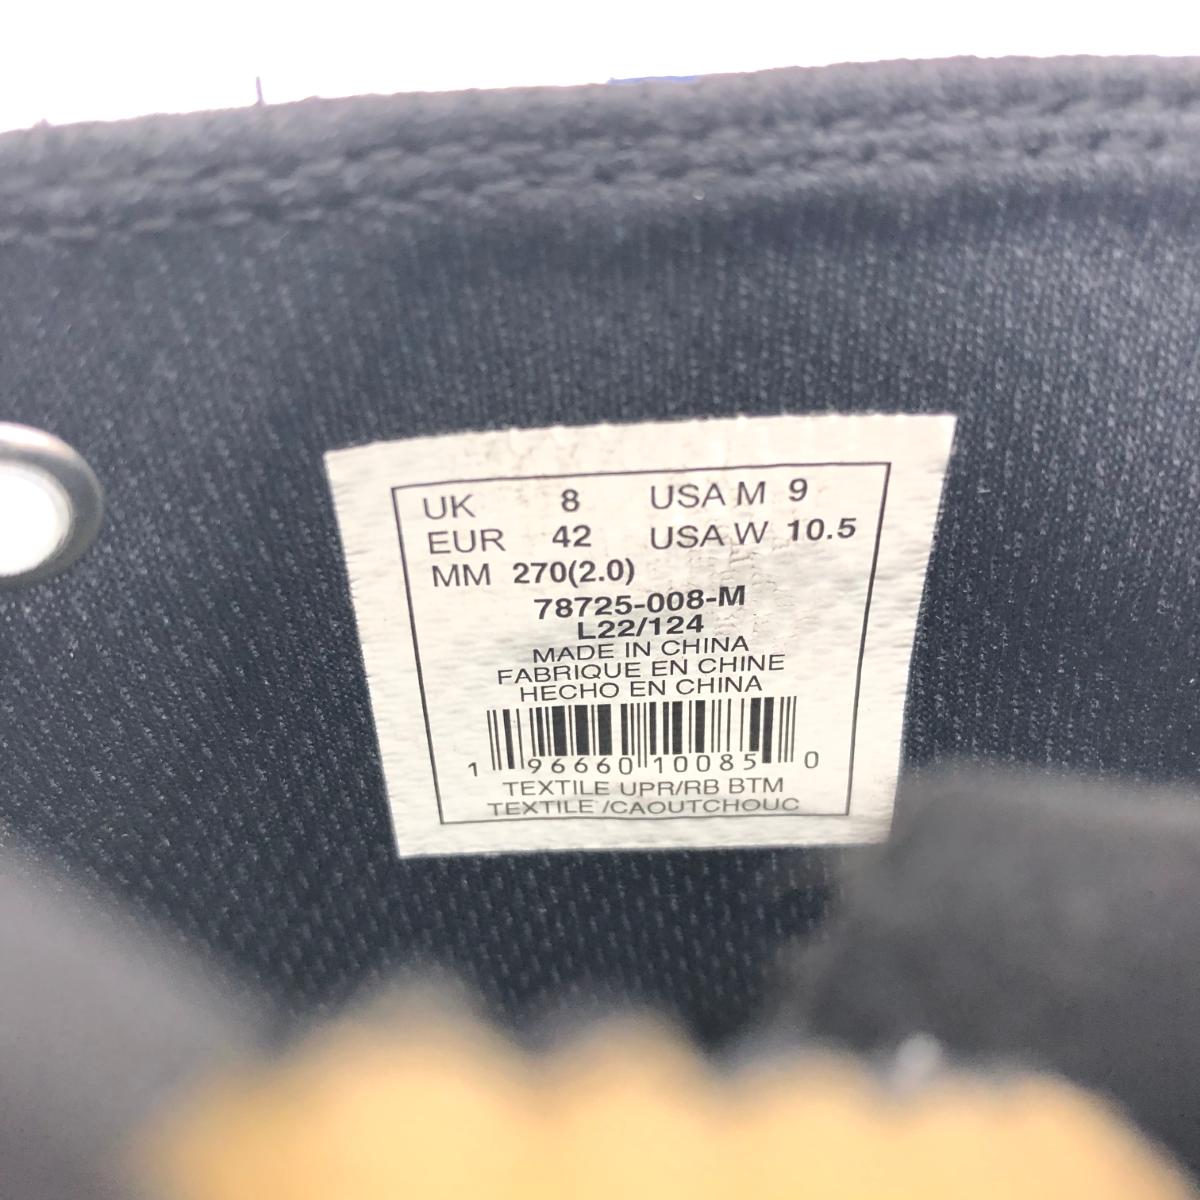 UK 8 USA M 9
EUR 42 USA W 10.5
MM 270(2.0)
78725-008-M
L22/124
MADE IN CHINA
FABRIQUE EN CHINE
HECHO EN CHINA
1 96660 10085 0
TEXTILE UPR/RB BTM
TEXTILE /CAOUTCHOUC